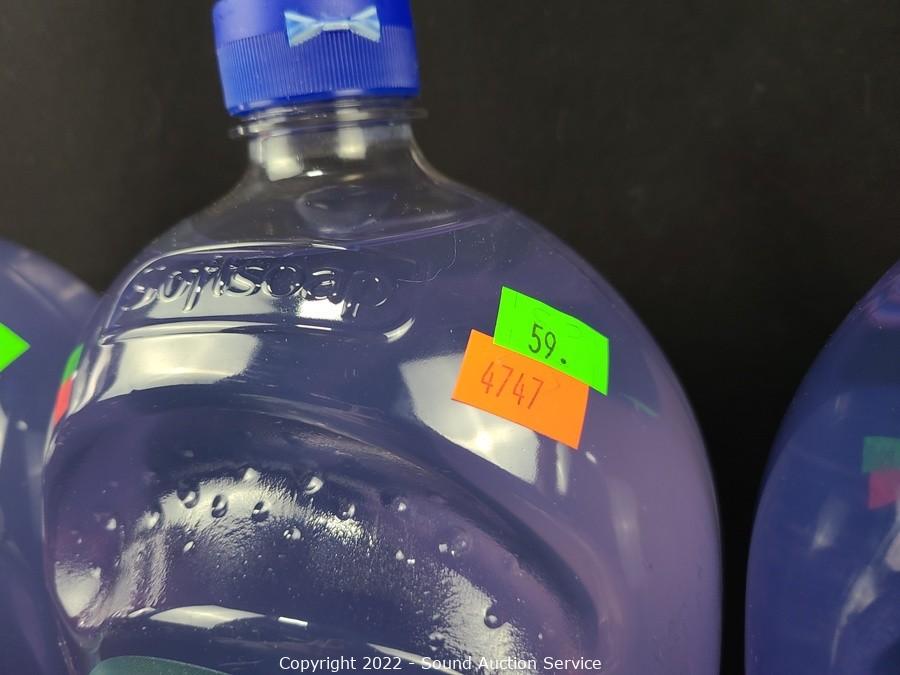 Softsoap
59.
4747
Copyright 2022 - Sound Auction Service